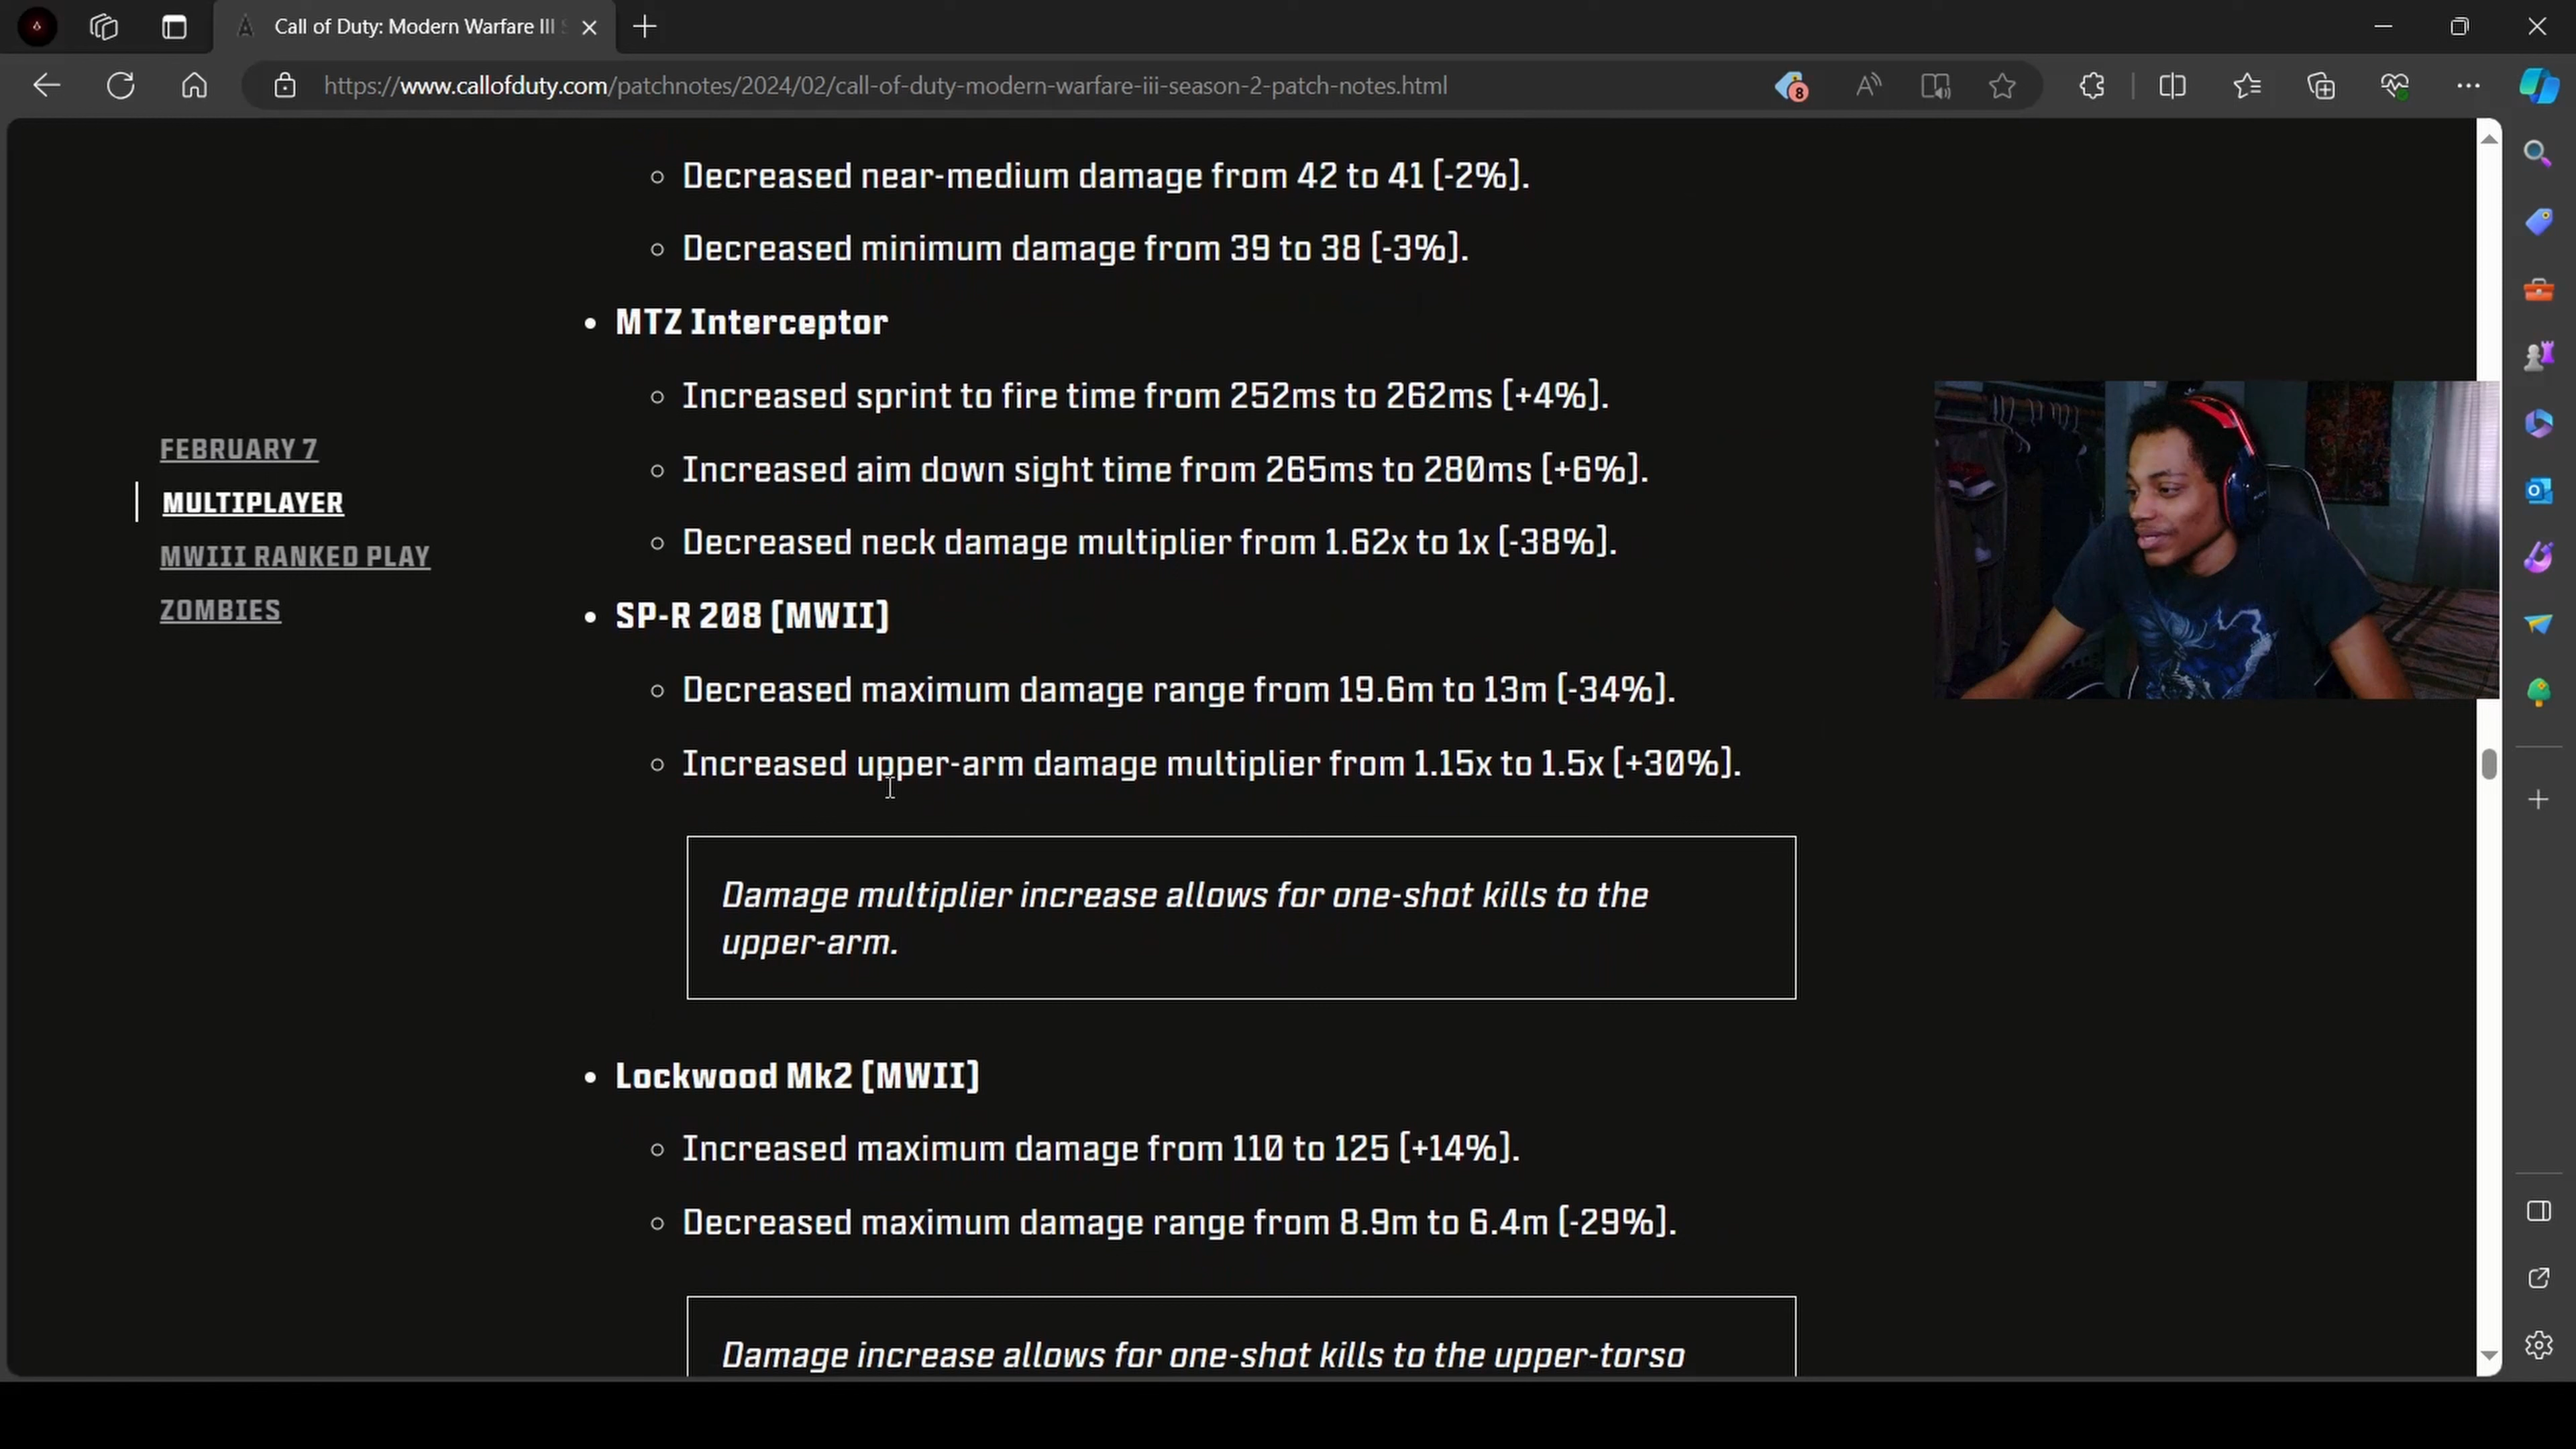 Call of Duty: Modern Warfare III
https://www.callofduty.com/patchnotes/2024/02/call-of-duty-modern-warfare-iii-season-2-patch-notes.html
8
Decreased near-medium damage from 42 to 41 [-2%].
Decreased minimum damage from 39 to 38 [-3%].
MTZ Interceptor
Increased sprint to fire time from 252ms to 262ms [+4%].
Increased aim down sight time from 265ms to 280ms [+6%].
Decreased neck damage multiplier from 1.62x to 1x [-38%].
FEBRUARY 7
MULTIPLAYER
MWIII RANKED PLAY
ZOMBIES
SP-R 208 [MWII]
Decreased maximum damage range from 19.6m to 13m [-34%].
Increased upper-arm damage multiplier from 1.15x to 1.5x [+30%].
Damage multiplier increase allows for one-shot kills to the
upper-arm.
Lockwood Mk2 [MWII]
Increased maximum damage from 110 to 125 [+14%].
Decreased maximum damage range from 8.9m to 6.4m [-29%].
Damage increase allows for one-shot kills to the upper-torso